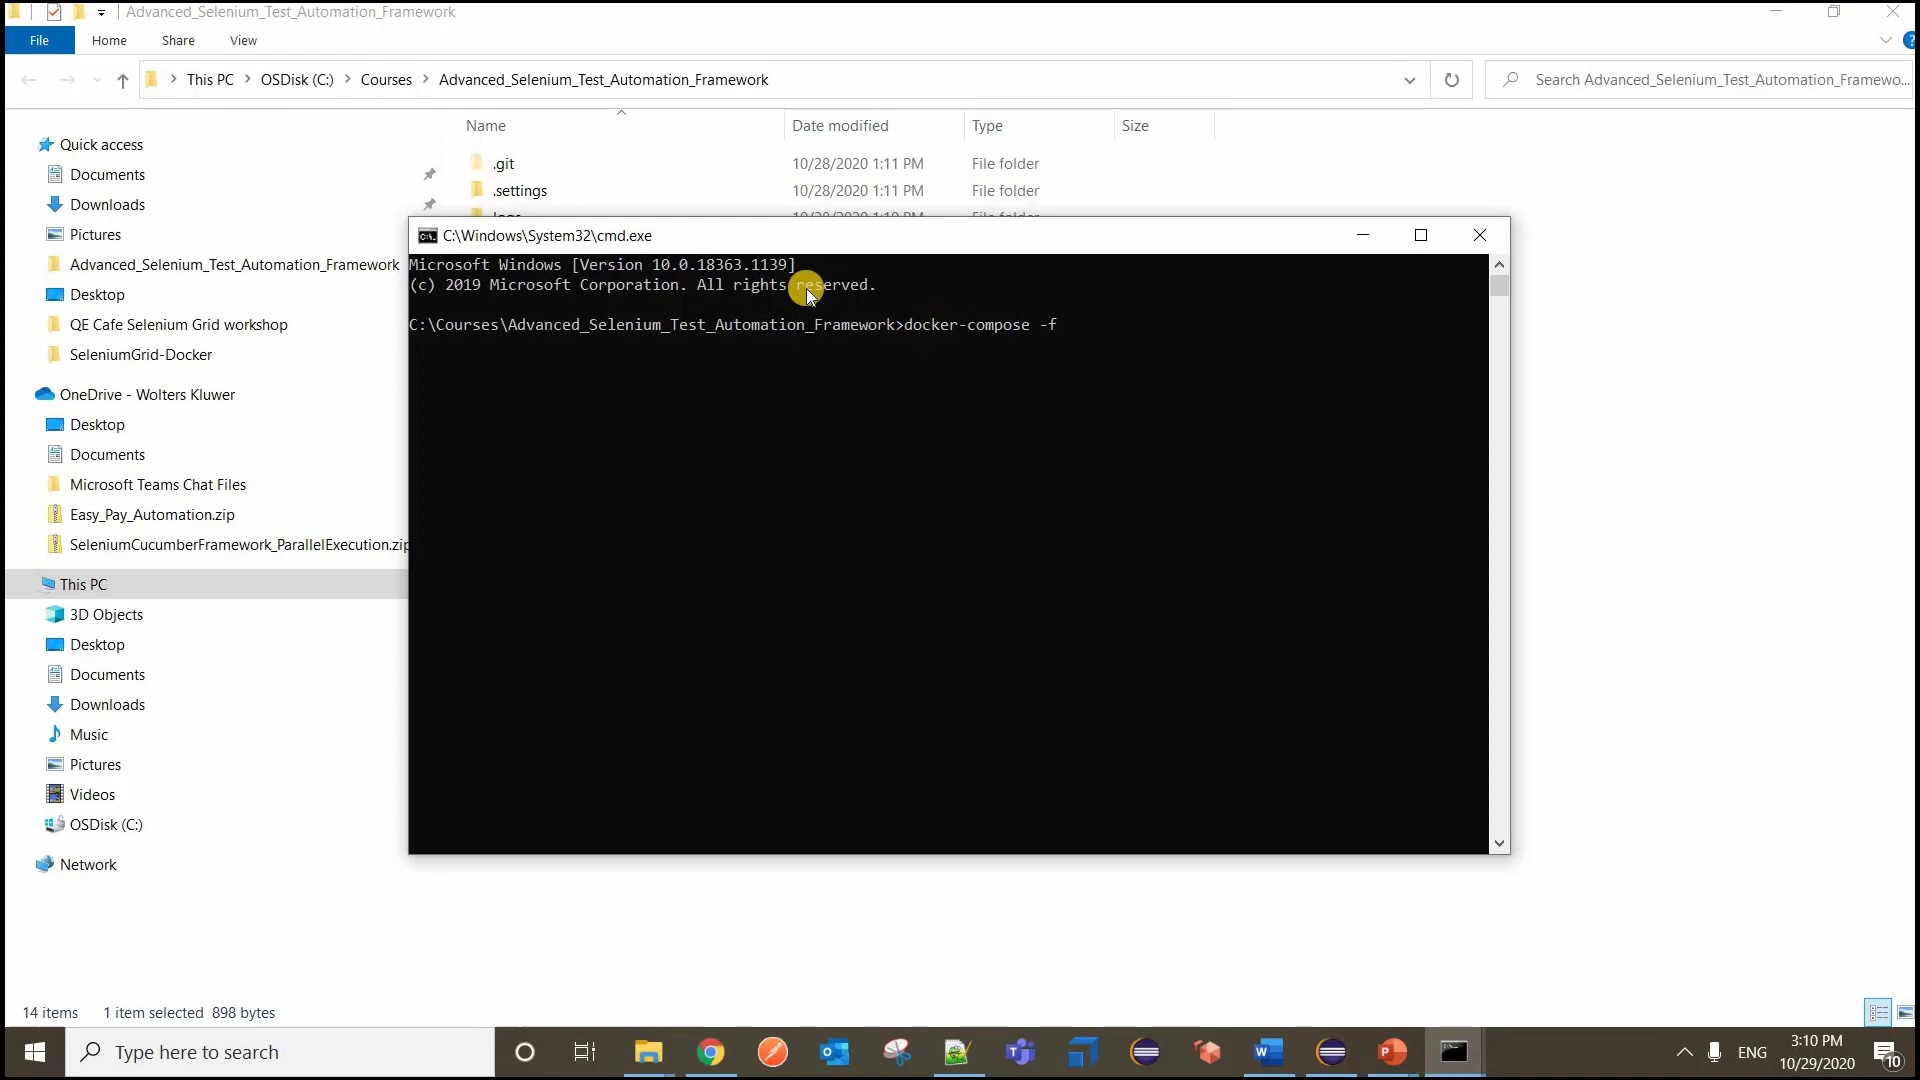 Advanced_Selenium_Test_Automation_Framework
File Home Share View
This PC OSDisk (C:) Courses Advanced_Selenium_Test_Automation_Framework
Search Advanced_Selenium_Test_Automation_Framewo...
Name Date modified Type Size
.git 10/28/2020 1:11 PM File folder
.settings 10/28/2020 1:11 PM File folder
Quick access
Documents
Downloads
Pictures
Advanced_Selenium_Test_Automation_Framework
Desktop
QE Cafe Selenium Grid workshop
SeleniumGrid-Docker
OneDrive - Wolters Kluwer
Desktop
Documents
Microsoft Teams Chat Files
Easy_Pay_Automation.zip
SeleniumCucumberFramework_ParallelExecution.zip
This PC
3D Objects
Desktop
Documents
Downloads
Music
Pictures
Videos
OSDisk (C:)
Network
C:\Windows\System32\cmd.exe
Microsoft Windows [Version 10.0.18363.1139]
(c) 2019 Microsoft Corporation. All rights reserved.
C:\Courses\Advanced_Selenium_Test_Automation_Framework>docker-compose -f
14 items 1 item selected 898 bytes
Type here to search
ENG
3:10 PM
10/29/2020
10